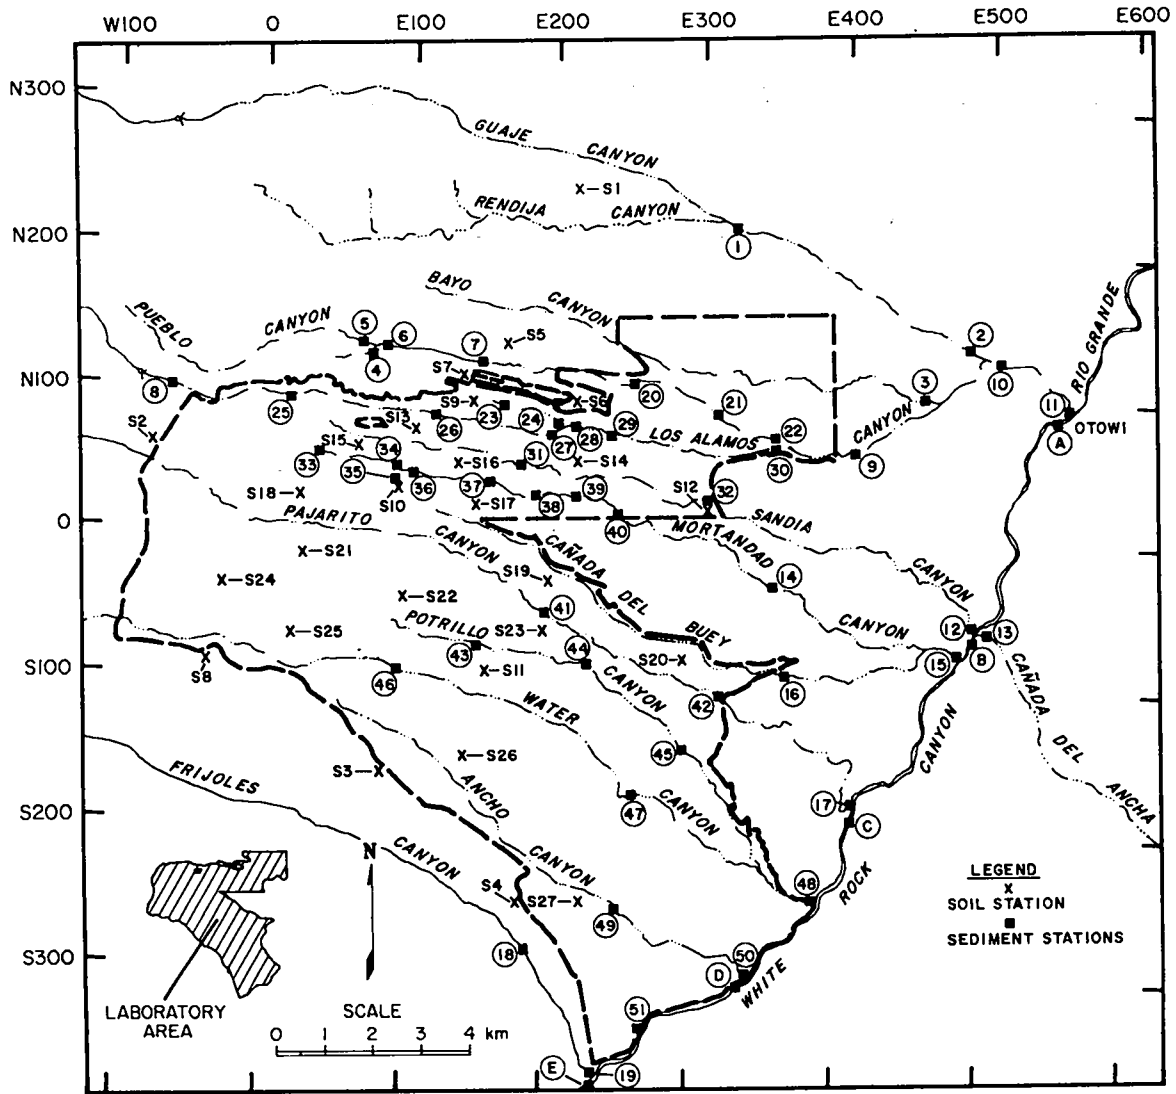 W100 0 E100 E200 E300 E400 E500 E600
N300
GUAJE CANYON
X—S1
RENDIJA CANYON
N200
1
BAYO CANYON
RIO GRANDE
PUEBLO CANYON
5 6 7 X—S5
4
2
10
N100
8
S7
S9—X
X—S6
20
3 CANYON
11
25
S13
26
23
24
27
28
29
21
22
A OTOWI
S2
S15
34
31
X—S14
LOS ALAMOS
30
9
33
35
36
X—S16
37
38
39
S12
32
S18—X
S10
X—S17
0
PAJARITO CANYON
40
MORTANDAD CANYON
SANDIA CANYON
X—S21
CAÑADA DEL BUEY
S19
14
X—S24
X—S22
41
POTRILLO CANYON
S23—X
12 13
X—S25
43
44
S20—X
15
B
S100
S8
46
X—S11
42
16
CAÑADA DEL ANCHA
WATER CANYON
X—S26
45
S3—X
ANCHO CANYON
FRIJOLES CANYON
47
17
C
S200
WHITE ROCK CANYON
N
S4
S27—X
48
49
LEGEND
X
SOIL STATION
SEDIMENT STATIONS
18
50
D
S300
LABORATORY
AREA
SCALE
0 1 2 3 4 km
51
E
19